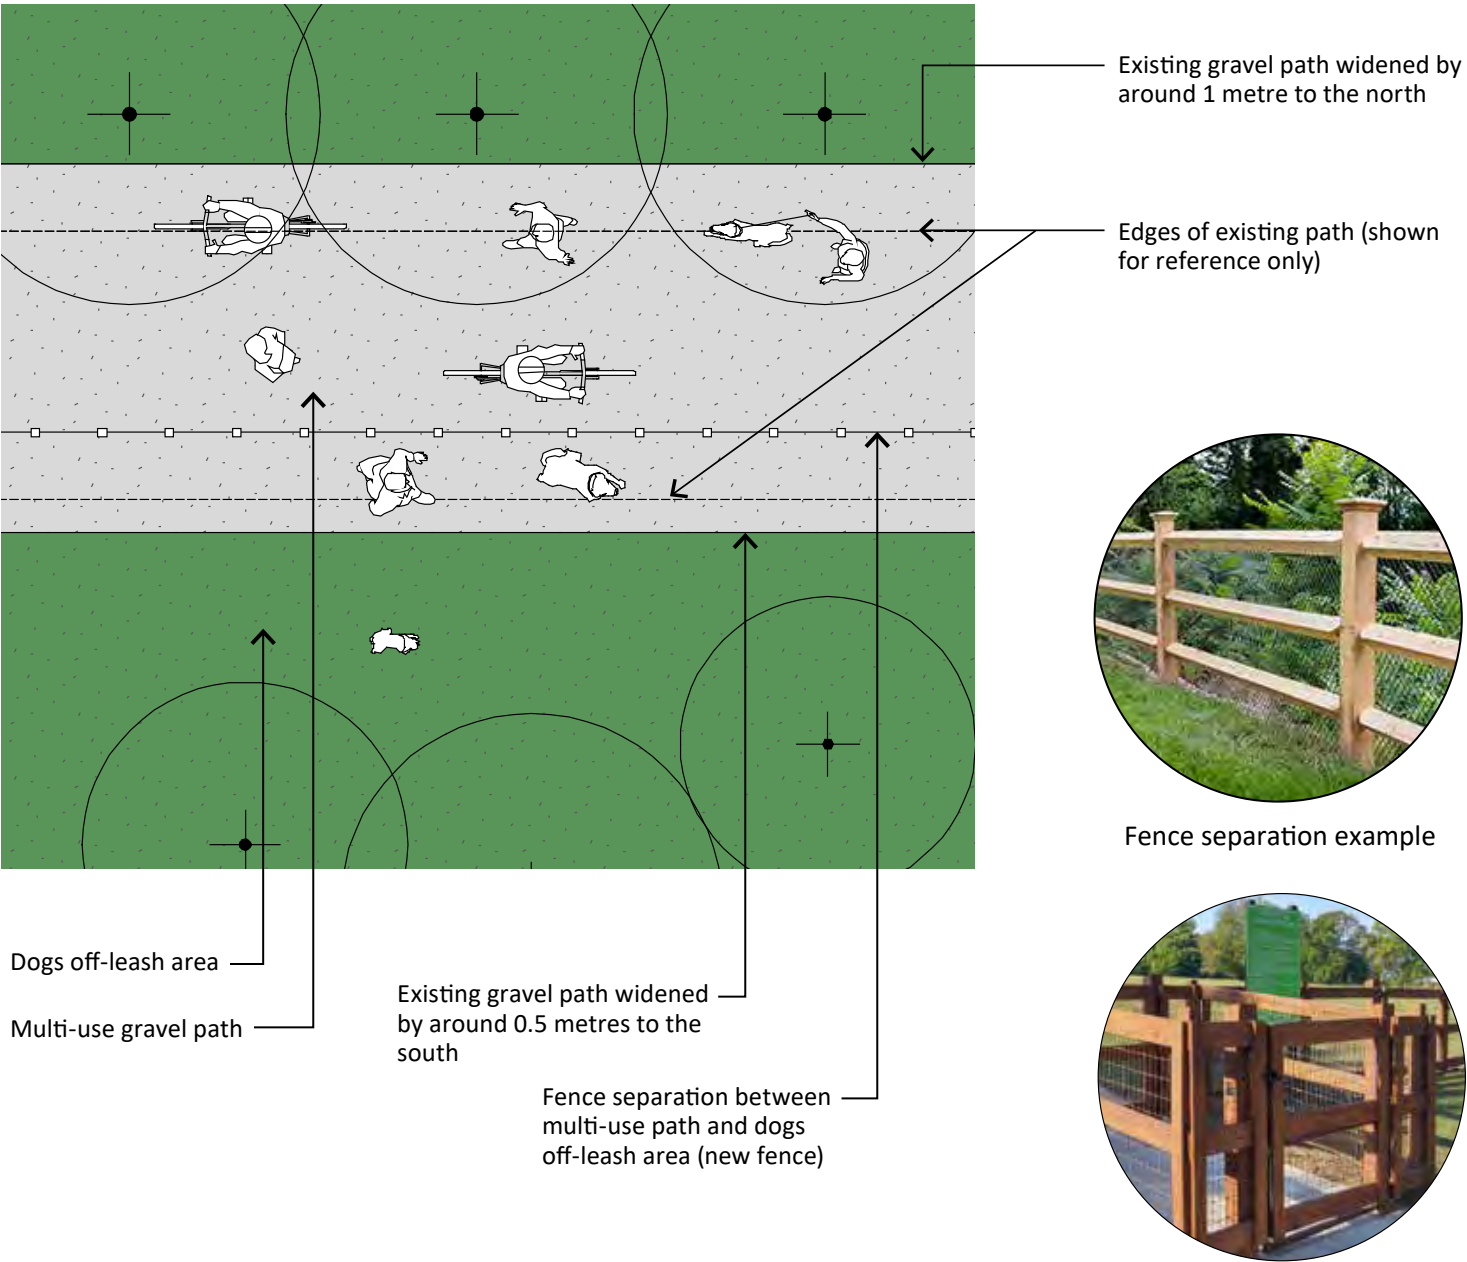 Existing gravel path widened by
around 1 metre to the north
Edges of existing path (shown
for reference only)
Fence separation example
Dogs off-leash area
Multi-use gravel path
Existing gravel path widened
by around 0.5 metres to the
south
Fence separation between
multi-use path and dogs
off-leash area (new fence)